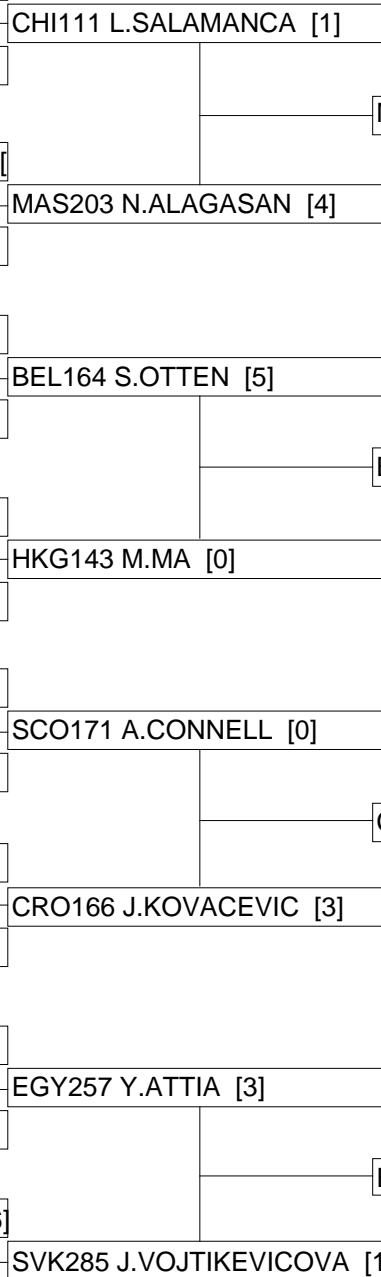 CHI111 L.SALAMANCA [1]
[
MAS203 N.ALAGASAN [4]
BEL164 S.OTTEN [5]
HKG143 M.MA [0]
SCO171 A.CONNELL [0]
CRO166 J.KOVACEVIC [3]
EGY257 Y.ATTIA [3]
]
SVK285 J.VOJTIKEVICOVA [1